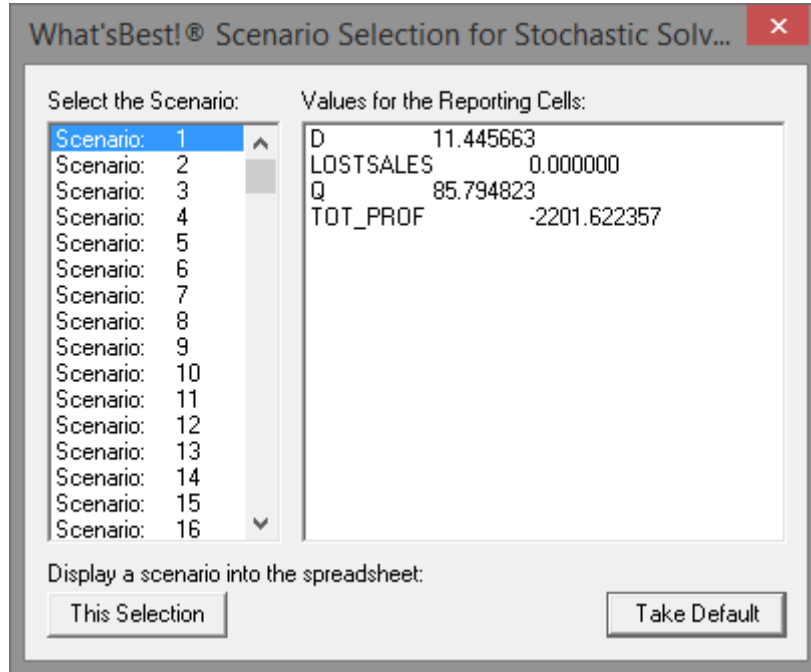 What'sBest!® Scenario Selection for Stochastic Solv...
Select the Scenario:
Scenario: 1
Scenario: 2
Scenario: 3
Scenario: 4
Scenario: 5
Scenario: 6
Scenario: 7
Scenario: 8
Scenario: 9
Scenario: 10
Scenario: 11
Scenario: 12
Scenario: 13
Scenario: 14
Scenario: 15
Scenario: 16
Values for the Reporting Cells:
D 11.445663
LOSTSALES 0.000000
Q 85.794823
TOT_PROF -2201.622357
Display a scenario into the spreadsheet:
This Selection
Take Default